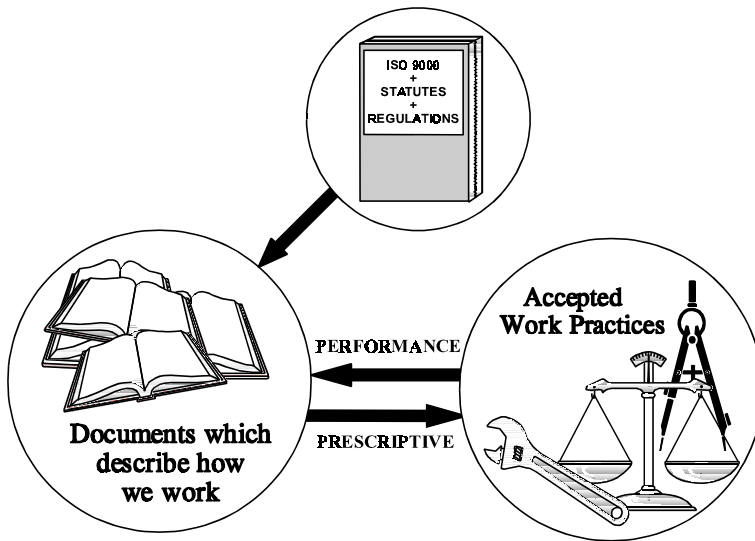 ISO 9000
+
STATUTES
+
REGULATIONS
Accepted
Work Practices
PERFORMANCE
PRESCRIPTIVE
Documents which
describe how
we work